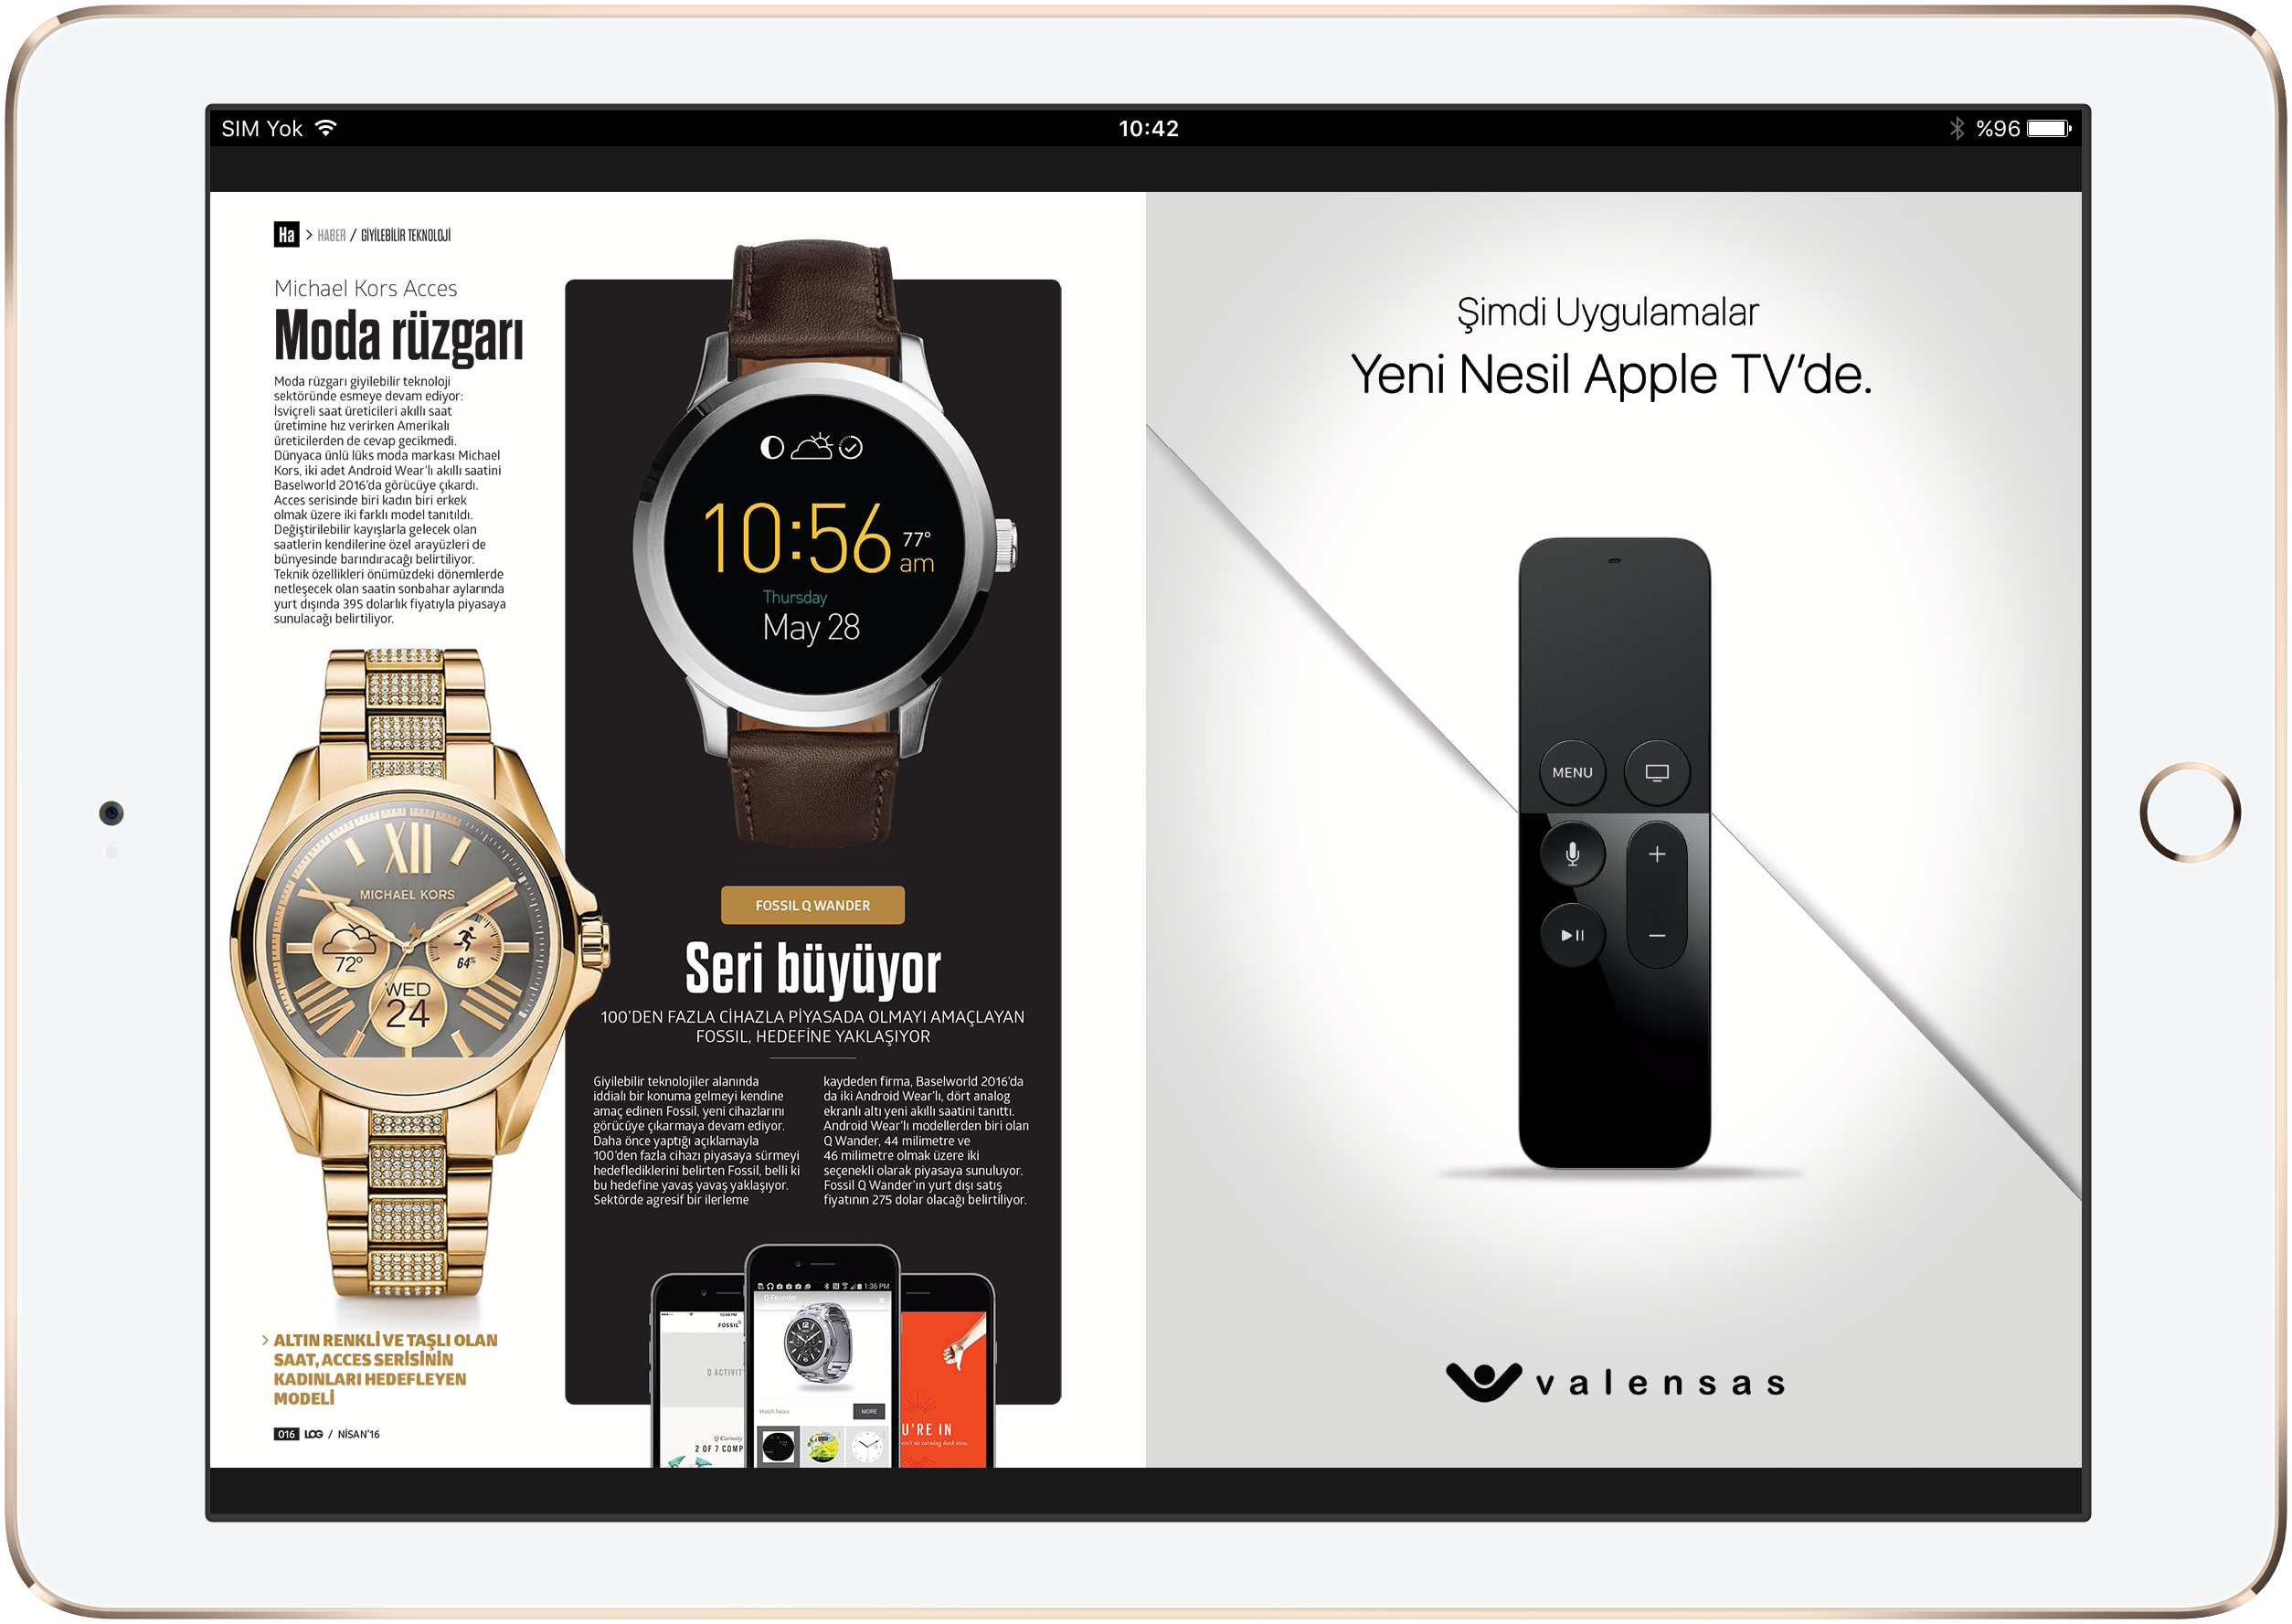 SIM Yok
10:42
%96
Ha > HABER / GİYİLEBİLİR TEKNOLOJİ
Michael Kors Acces
Moda rüzgarı
Moda rüzgarı giyilebilir teknoloji
sektöründe esmeye devam ediyor:
İsviçreli saat üreticileri akıllı saat
üretimine hız verirken Amerikalı
üreticilerden de cevap gecikmedi.
Dünyaca ünlü lüks moda markası Michael
Kors, iki adet Android Wear'lı akıllı saatini
Baselworld 2016'da görücüye çıkardı.
Acces serisinde biri kadın biri erkek
olmak üzere iki farklı model tanıtıldı.
Değiştirilebilir kayışlarla gelecek olan
saatlerin kendilerine özel arayüzleri de
bünyesinde barındıracağı belirtiliyor.
Teknik özellikleri önümüzdeki dönemlerde
netleşecek olan saatin sonbahar aylarında
yurt dışında 395 dolarlık fiyatıyla piyasaya
sunulacağı belirtiliyor.
XII
MICHAEL KORS
72°
64%
WED
24
> ALTIN RENKLİ VE TAŞLI OLAN
SAAT, ACCES SERİSİNİN
KADINLARI HEDEFLEYEN
MODELİ
016 LOG / NİSAN'16
10:56
77°
am
Thursday
May 28
FOSSIL Q WANDER
Seri büyüyor
100'DEN FAZLA CİHAZLA PİYASADA OLMAYI AMAÇLAYAN
FOSSIL, HEDEFİNE YAKLAŞIYOR
Giyilebilir teknolojiler alanında
iddialı bir konuma gelmeyi kendine
amaç edinen Fossil, yeni cihazlarını
görücüye çıkarmaya devam ediyor.
Daha önce yaptığı açıklamayla
100'den fazla cihazı piyasaya sürmeyi
hedeflediklerini belirten Fossil, belli ki
bu hedefine yavaş yavaş yaklaşıyor.
Sektörde agresif bir ilerleme
kaydeden firma, Baselworld 2016'da
da iki Android Wear'lı, dört analog
ekranlı altı yeni akıllı saatini tanıttı.
Android Wear'lı modellerden biri olan
Q Wander, 44 milimetre ve
46 milimetre olmak üzere iki
seçenekli olarak piyasaya sunuluyor.
Fossil Q Wander'ın yurt dışı satış
fiyatının 275 dolar olacağı belirtiliyor.
12:49 PM
FOSSIL
Q ACTIVIT
Q Curiosity
2 OF 7 COMP
1:36 PM
Q Founder
Watch faces
MORE
U'RE IN
ere's no turning back now.
Şimdi Uygulamalar
Yeni Nesil Apple TV'de.
MENU
valensas